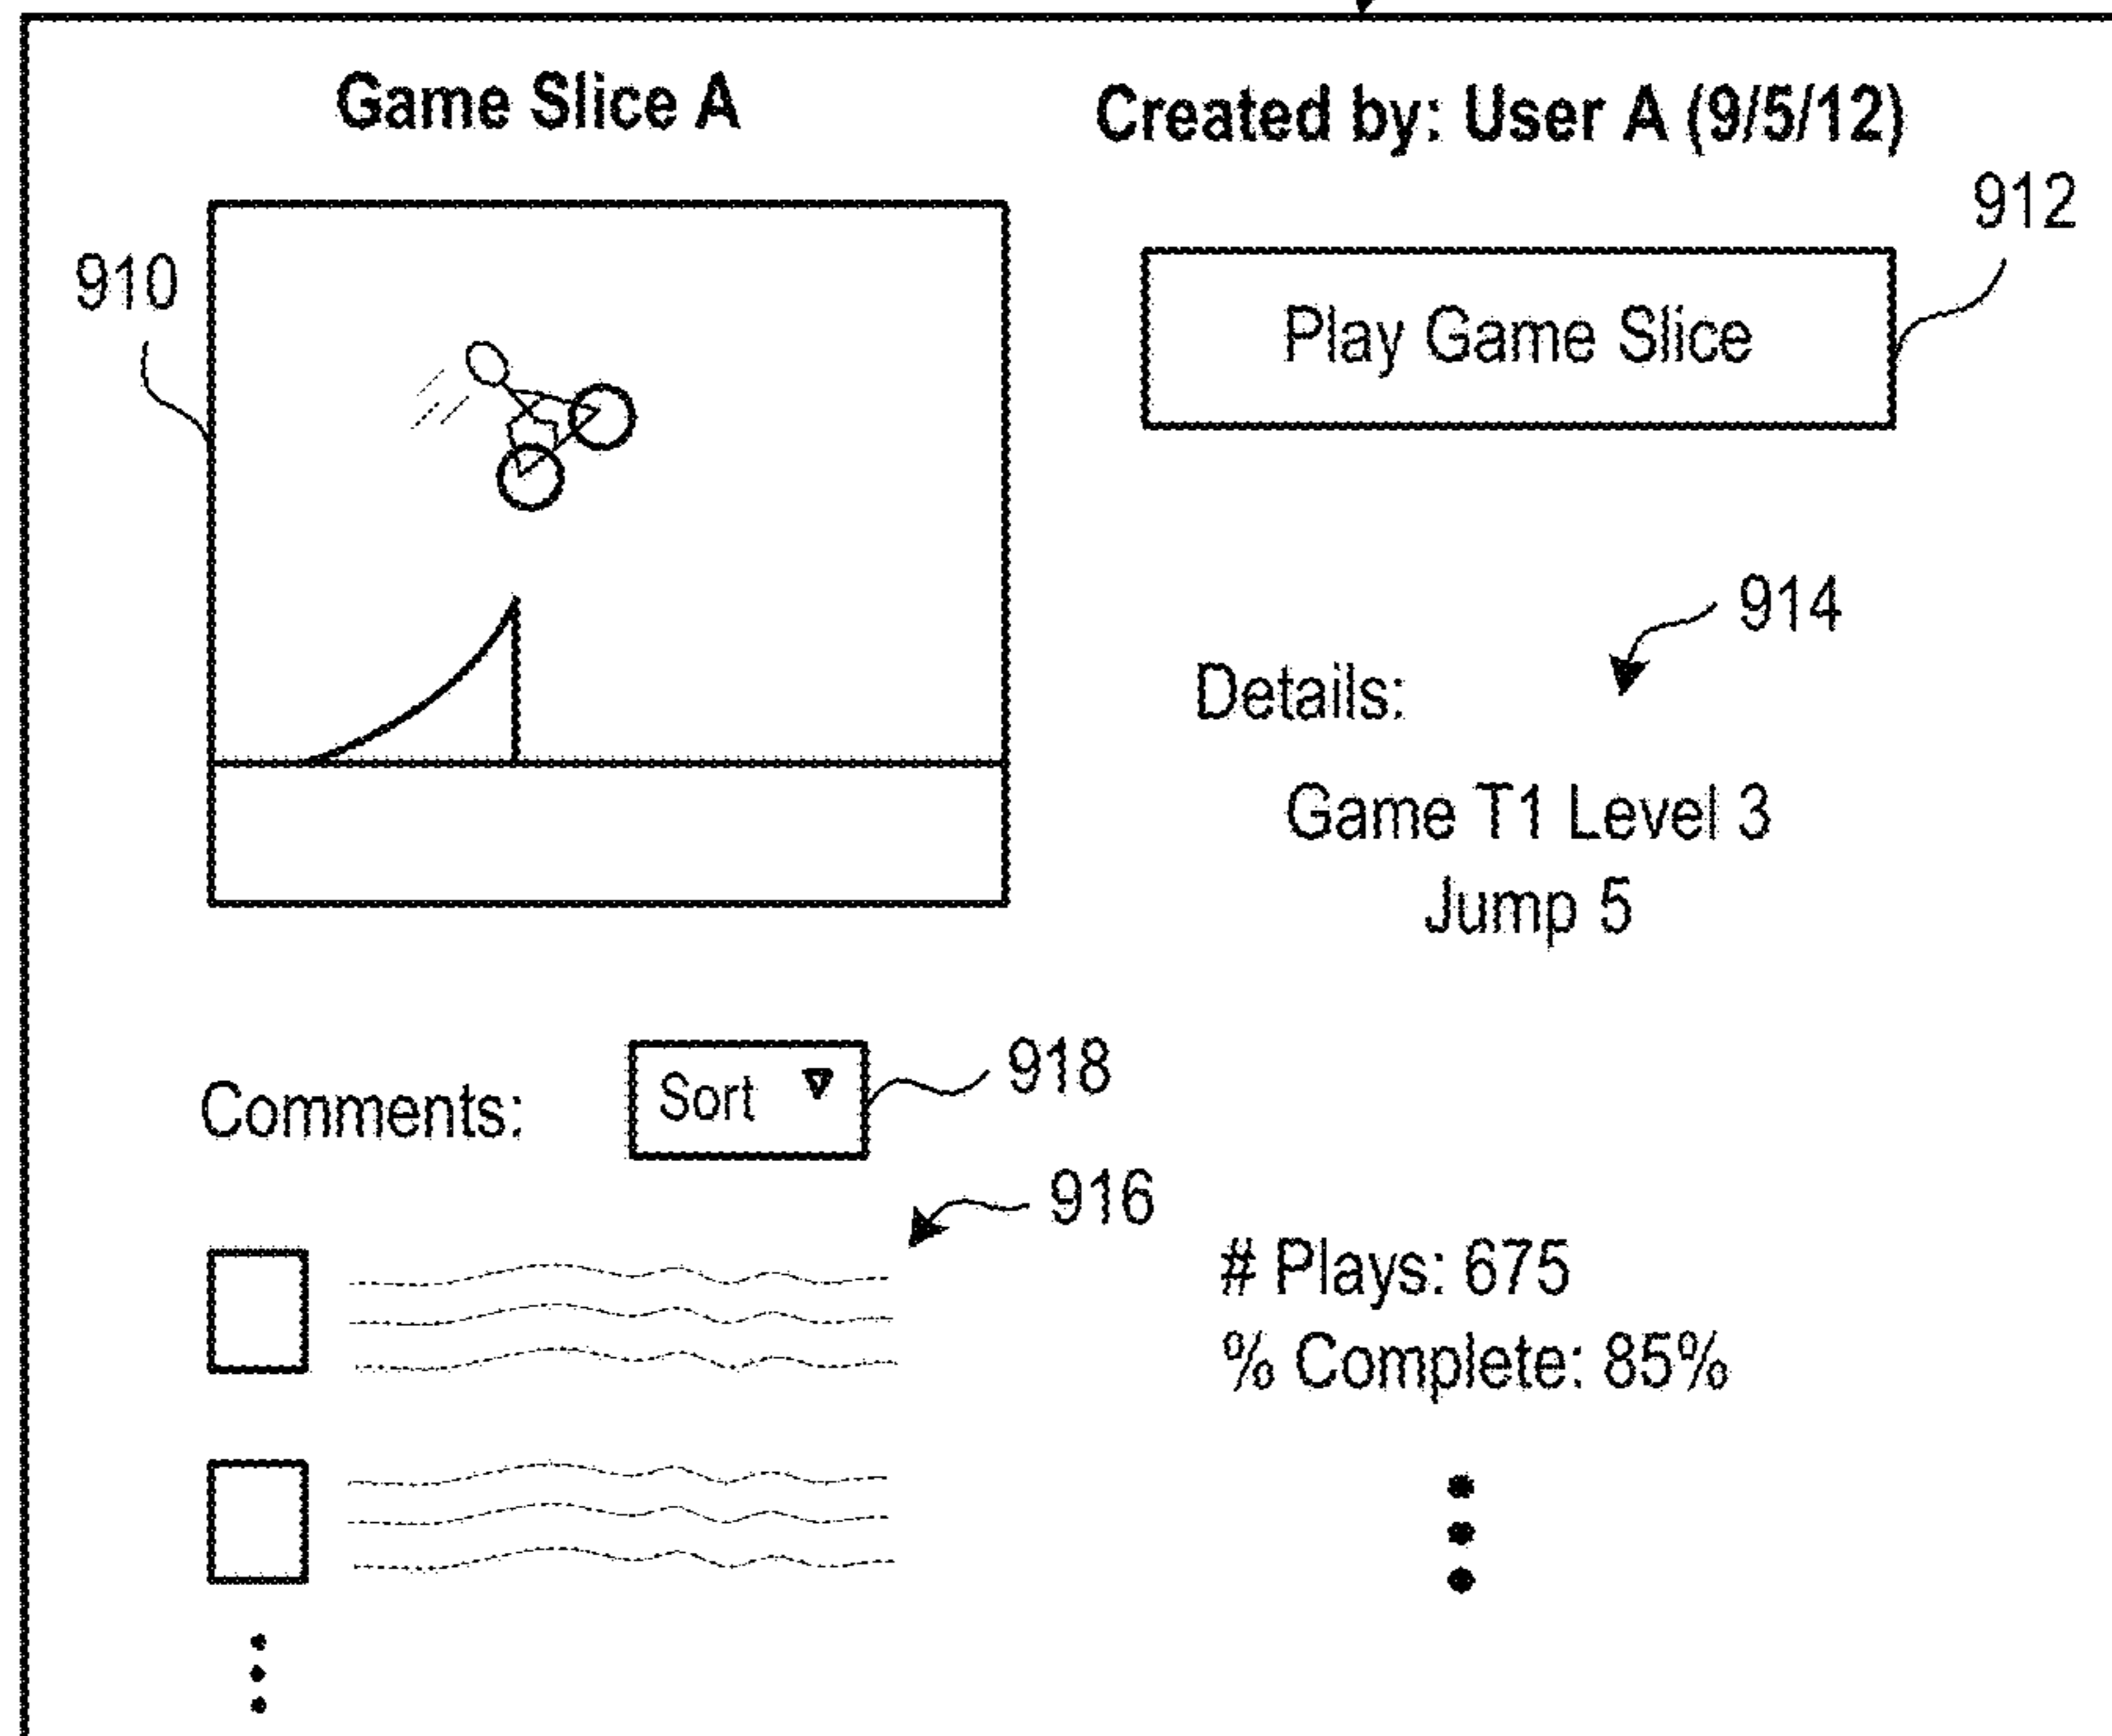 Game Slice A
Created by: User A (9/5/12)
912
910
Play Game Slice
914
Details:
Game T1 Level 3
Jump 5
Comments:
Sort
918
916
# Plays: 675
% Complete: 85%